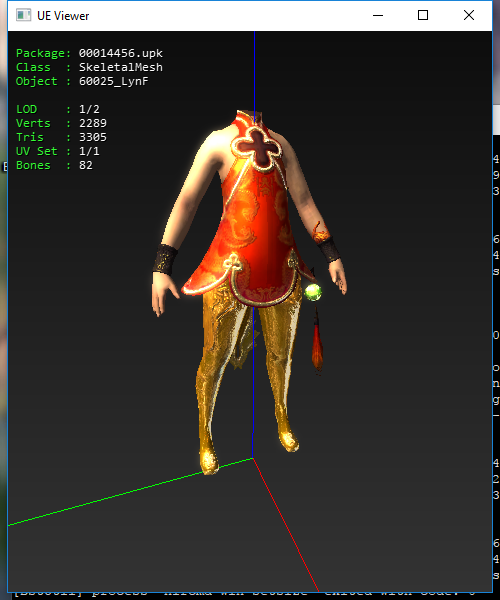 UE Viewer
Package: 00014456.upk
Class : SkeletalMesh
Object : 60025_LynF
LOD : 1/2
Verts : 2289
Tris : 3305
UV Set : 1/1
Bones : 82